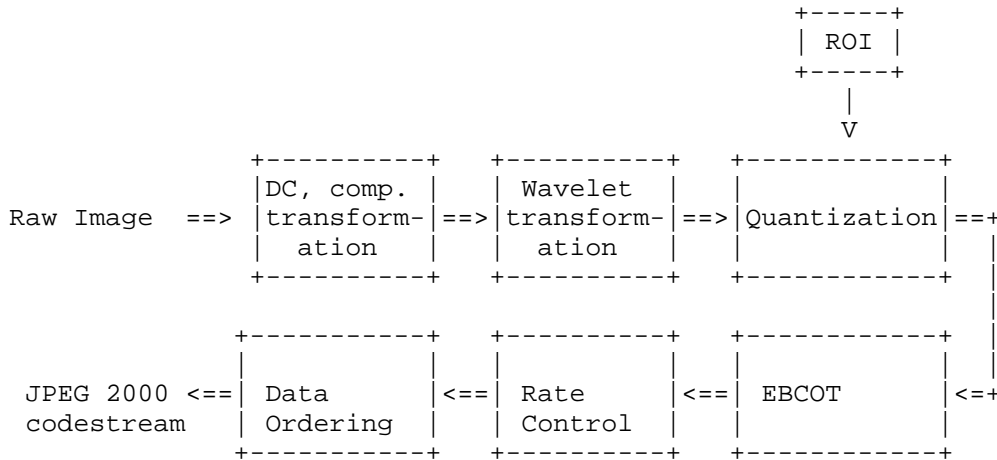 ROI
DC, comp. Wavelet
Raw Image ==> transform- ==> transform- ==> Quantization ==+
ation ation
JPEG 2000 <== Data <== Rate <== EBCOT <=+
codestream Ordering Control